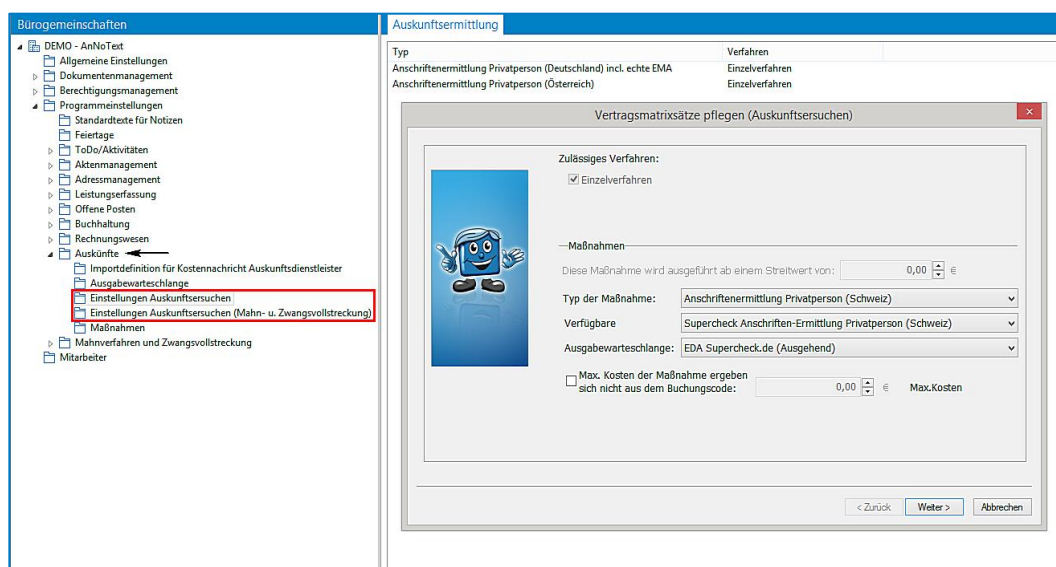 Bürogemeinschaften
DEMO - AnNoText
Allgemeine Einstellungen
Dokumentenmanagement
Berechtigungsmanagement
Programmeinstellungen
Standardtexte für Notizen
Feiertage
ToDo/Aktivitäten
Aktenmanagement
Adressmanagement
Leistungserfassung
Offene Posten
Buchhaltung
Rechnungswesen
Auskünfte
Importdefinition für Kostennachricht Auskunftsdienstleister
Ausgabewarteschlange
Einstellungen Auskunftsersuchen
Einstellungen Auskunftsersuchen (Mahn- u. Zwangsvollstreckung)
Maßnahmen
Mahnverfahren und Zwangsvollstreckung
Mitarbeiter
Auskunftsermittlung
Typ Verfahren
Anschriftenermittlung Privatperson (Deutschland) incl. echte EMA Einzelverfahren
Anschriftenermittlung Privatperson (Österreich) Einzelverfahren
Vertragsmatrixsätze pflegen (Auskunftsersuchen)
Zulässiges Verfahren:
Einzelverfahren
Maßnahmen
Diese Maßnahme wird ausgeführt ab einem Streitwert von: 0,00 €
Typ der Maßnahme: Anschriftenermittlung Privatperson (Schweiz)
Verfügbare Supercheck Anschriften-Ermittlung Privatperson (Schweiz)
Ausgabewarteschlange: EDA Supercheck.de (Ausgehend)
Max. Kosten der Maßnahme ergeben
sich nicht aus dem Buchungscode: 0,00 € Max.Kosten
< Zurück Weiter > Abbrechen